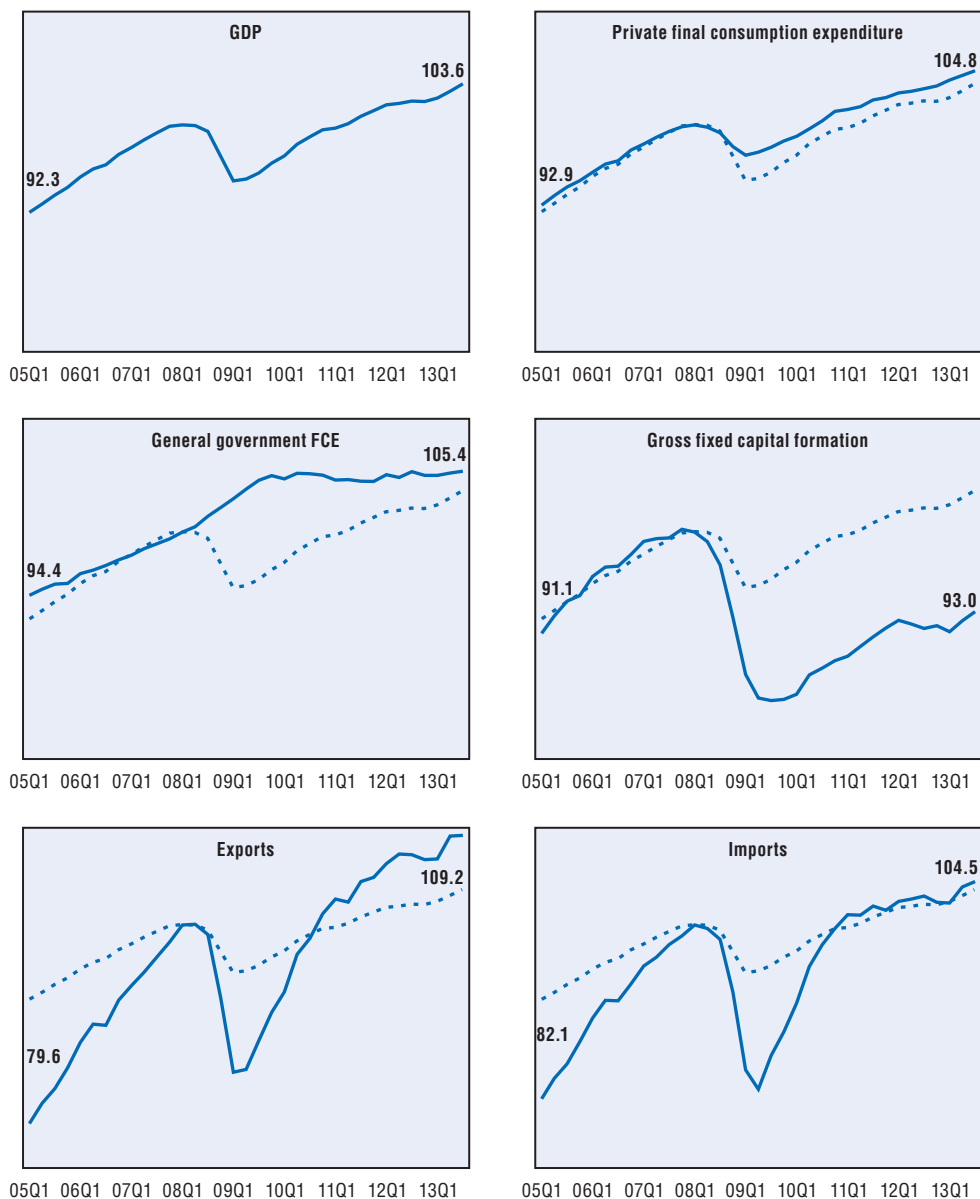 GDP
103.6
92.3
05Q1 06Q1 07Q1 08Q1 09Q1 10Q1 11Q1 12Q1 13Q1
Private final consumption expenditure
104.8
92.9
05Q1 06Q1 07Q1 08Q1 09Q1 10Q1 11Q1 12Q1 13Q1
General government FCE
105.4
94.4
05Q1 06Q1 07Q1 08Q1 09Q1 10Q1 11Q1 12Q1 13Q1
Gross fixed capital formation
91.1
93.0
05Q1 06Q1 07Q1 08Q1 09Q1 10Q1 11Q1 12Q1 13Q1
Exports
109.2
79.6
05Q1 06Q1 07Q1 08Q1 09Q1 10Q1 11Q1 12Q1 13Q1
Imports
104.5
82.1
05Q1 06Q1 07Q1 08Q1 09Q1 10Q1 11Q1 12Q1 13Q1